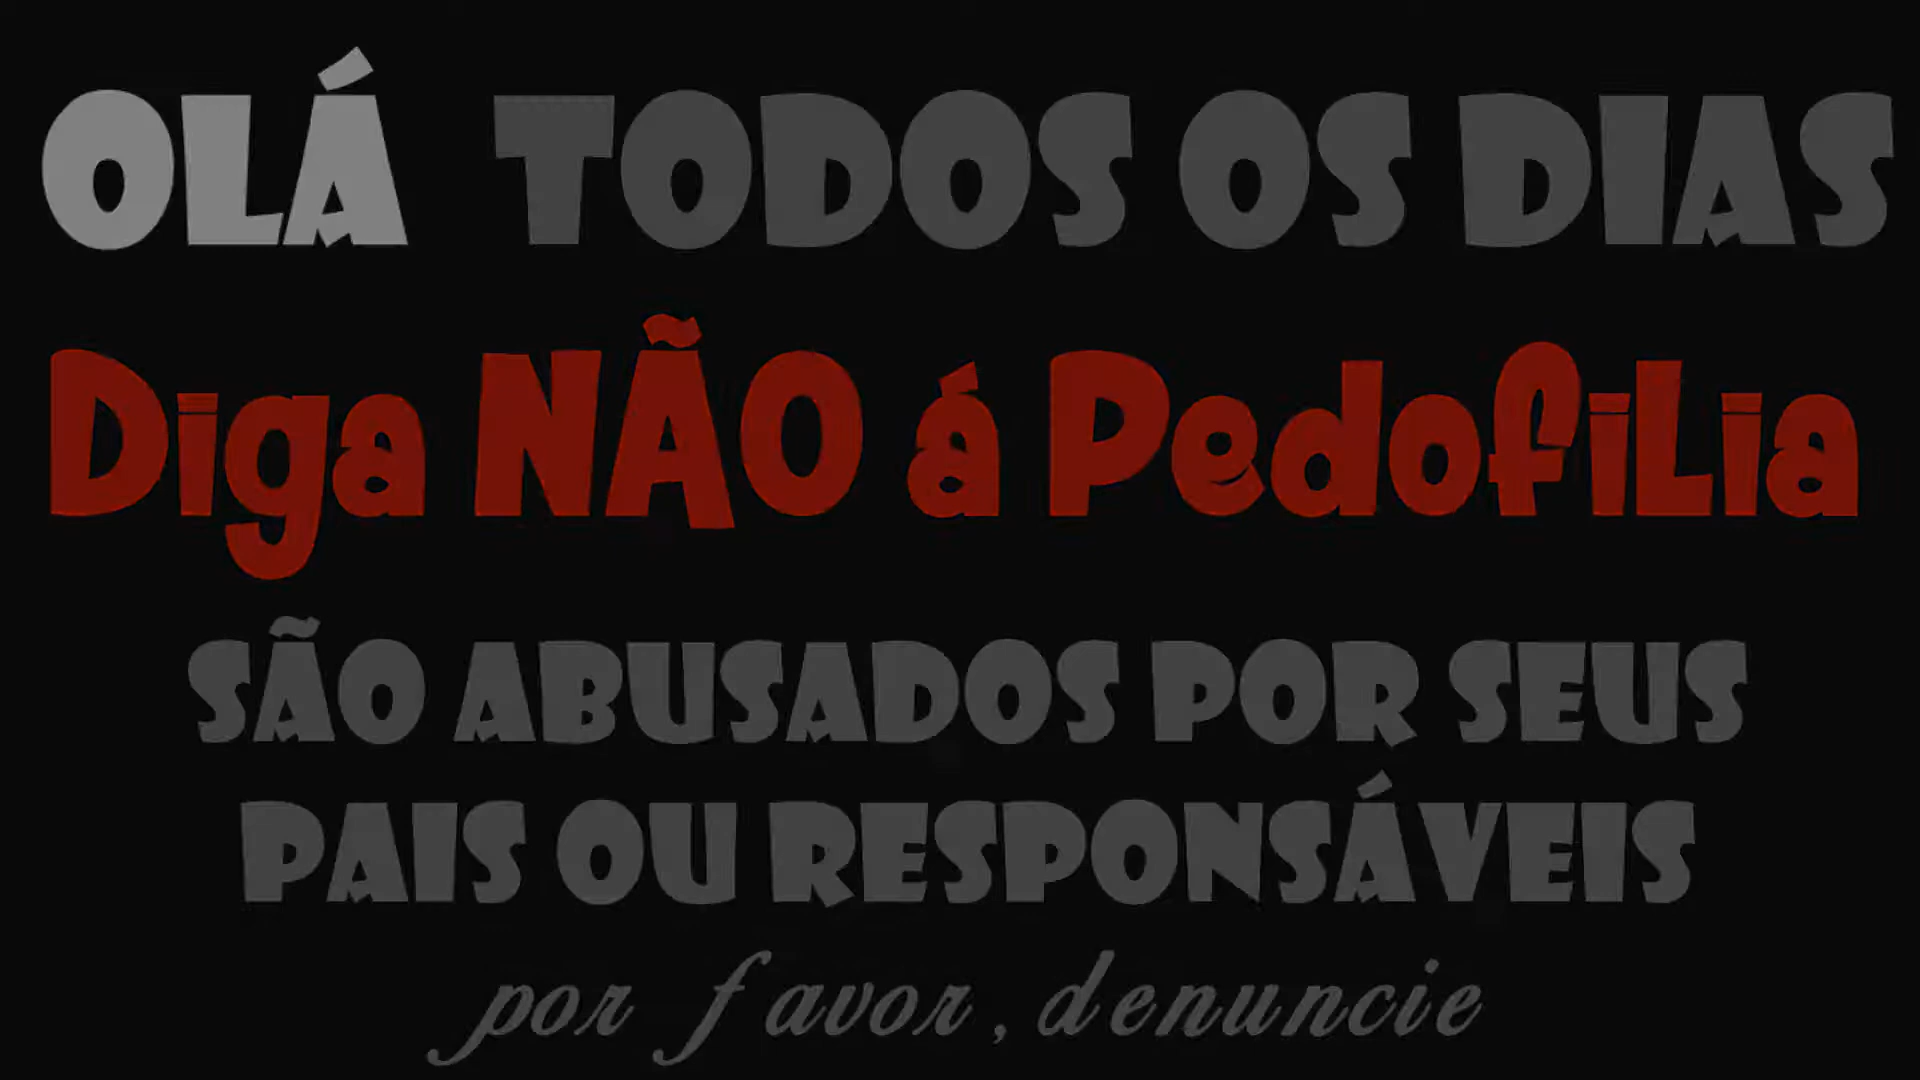 OLÁ TODOS OS DIAS
Diga NÃO á Pedofilia
SÃO ABUSADOS POR SEUS
PAIS OU RESPONSÁVEIS
por favor, denuncie